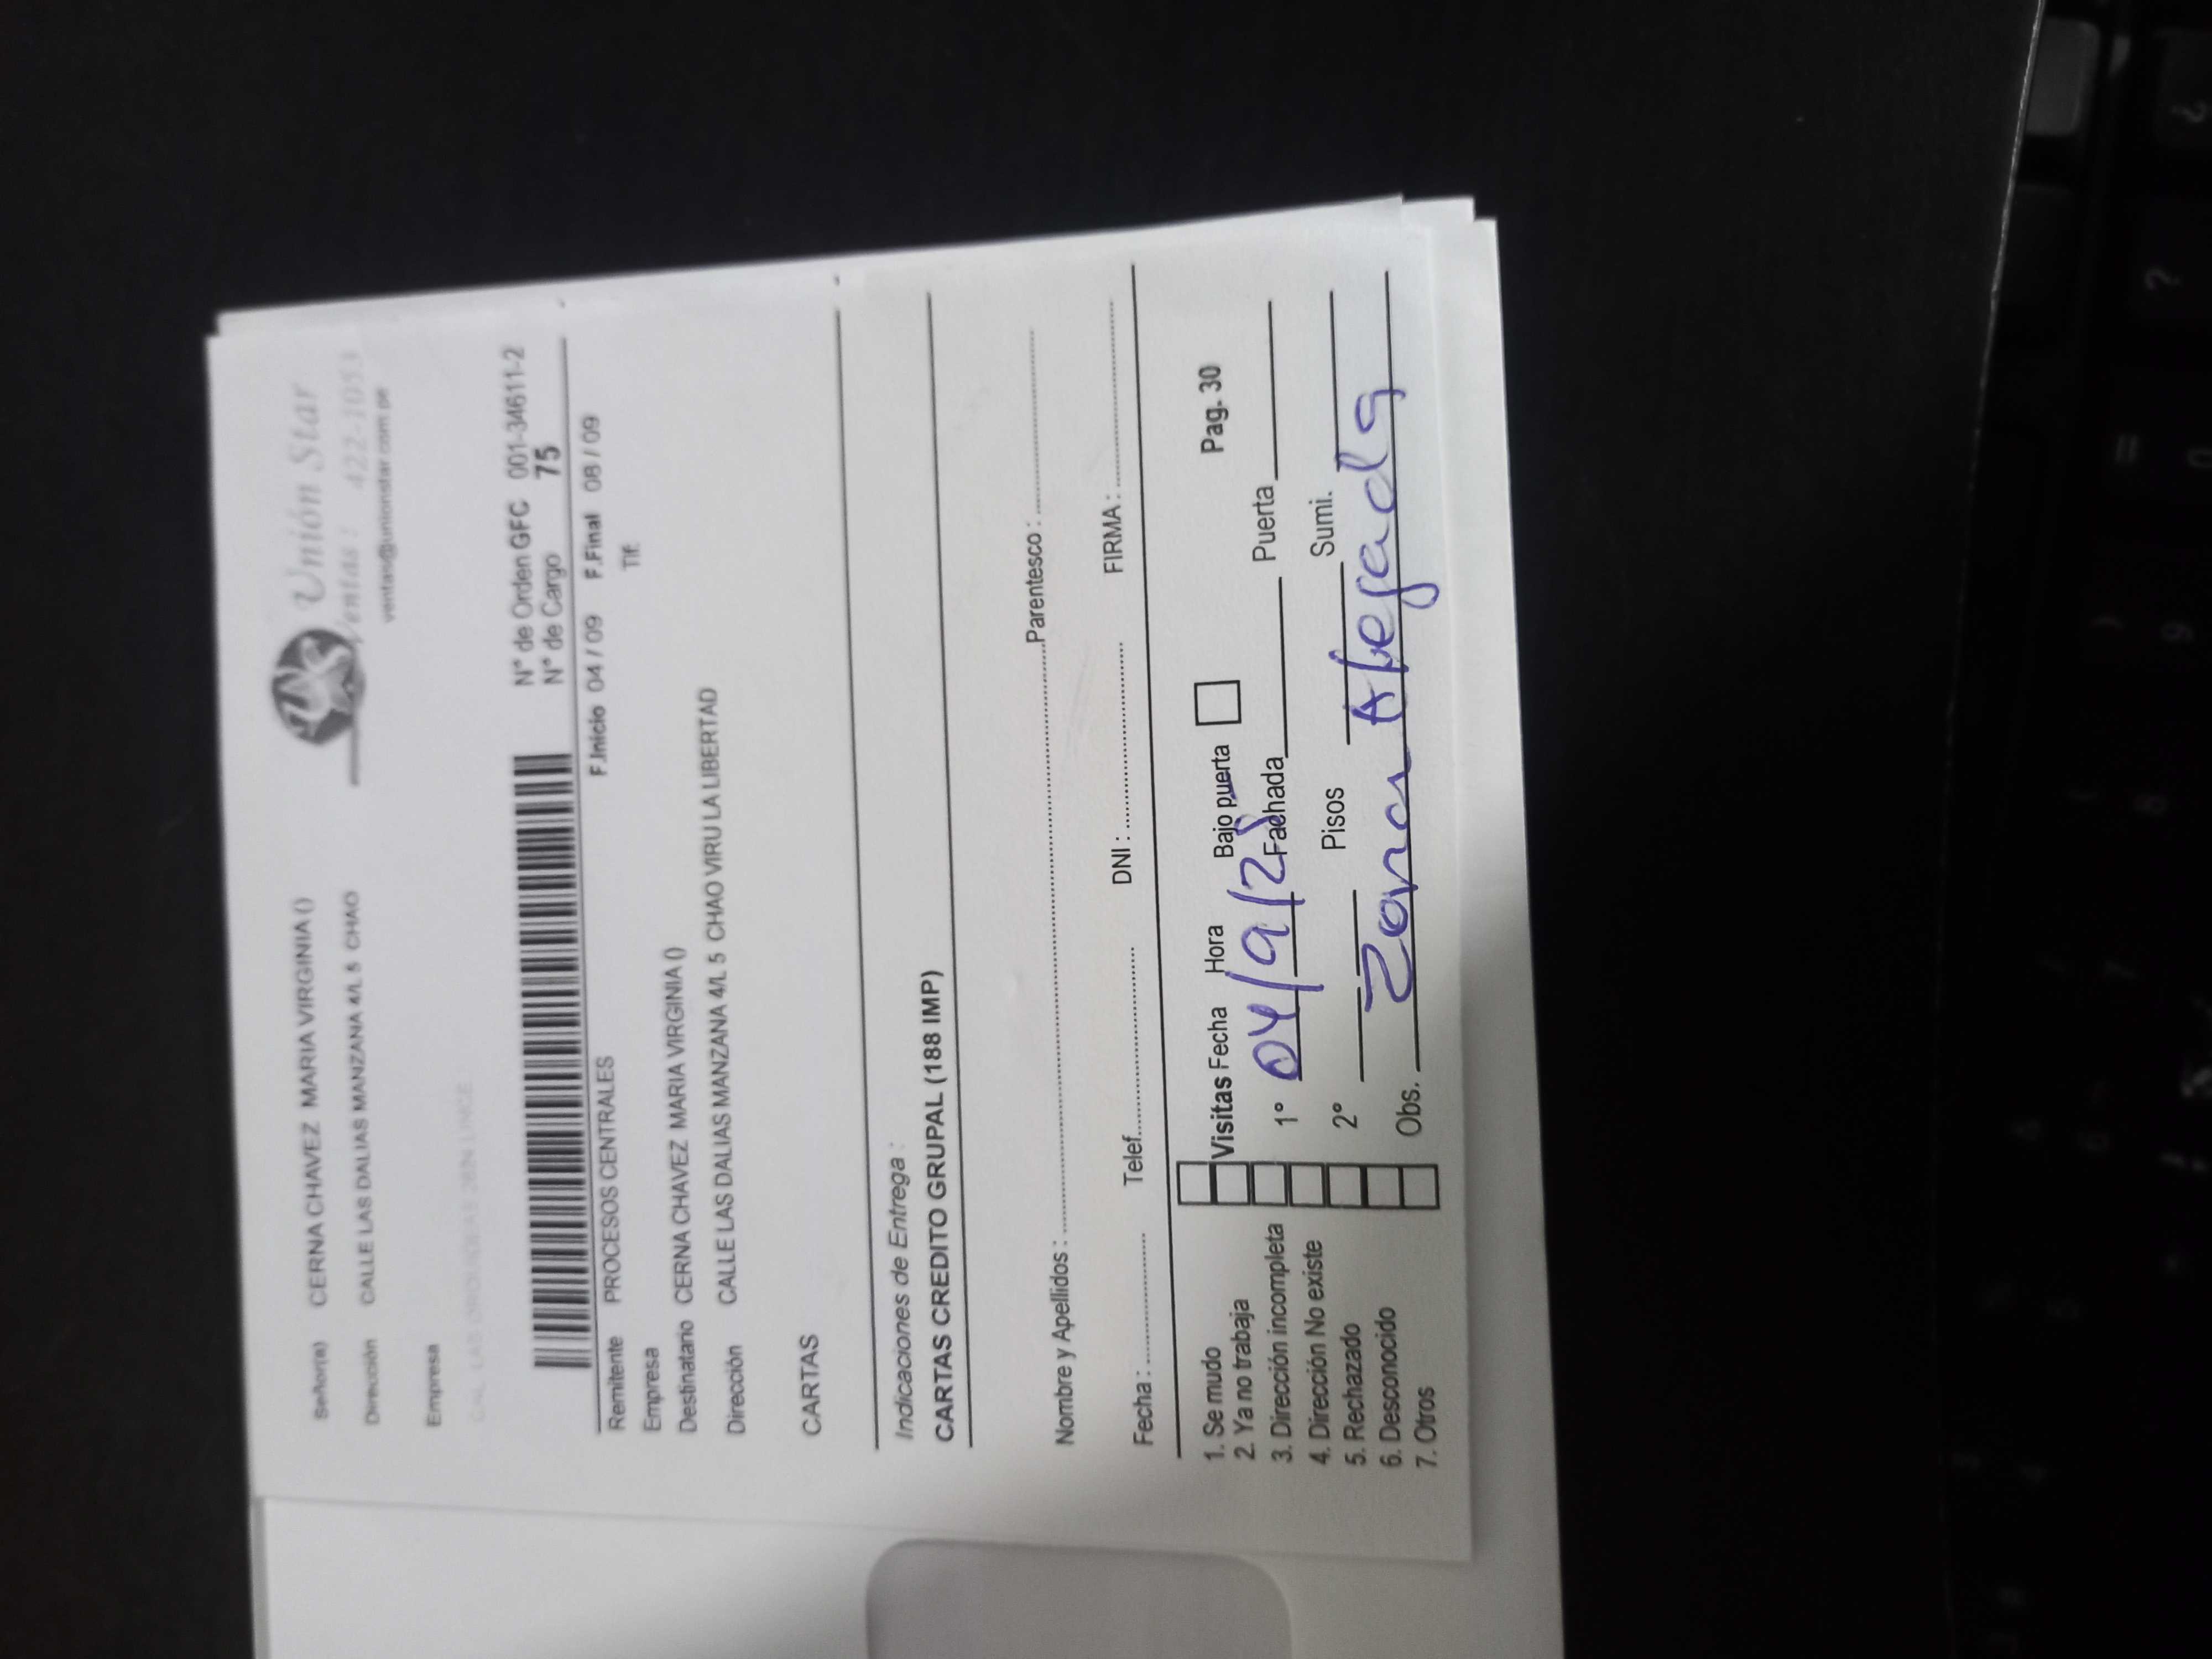 Unión Star
Ventas : 422-1053
ventas@unionstar.com.pe
Señor(a) CERNA CHAVEZ MARIA VIRGINIA ()
Dirección CALLE LAS DALIAS MANZANA 4/L 5 CHAO
Empresa
N° de Orden GFC 001-34611-2
N° de Cargo 75
F.Inicio 04 / 09 F.Final 08 / 09
Remitente PROCESOS CENTRALES
Tlf:
Empresa
Destinatario CERNA CHAVEZ MARIA VIRGINIA ()
Dirección CALLE LAS DALIAS MANZANA 4/L 5 CHAO VIRU LA LIBERTAD
CARTAS
Indicaciones de Entrega :
CARTAS CREDITO GRUPAL (188 IMP)
Nombre y Apellidos : Parentesco :
Fecha : Telef. DNI : FIRMA :
1. Se mudo
2. Ya no trabaja
3. Dirección incompleta
4. Dirección No existe
5. Rechazado
6. Desconocido
7. Otros
Visitas Fecha Hora Bajo puerta Pag. 30
1° 04/9/25 Fachada Puerta
2° Pisos Sumi.
Obs. Zona Alejada